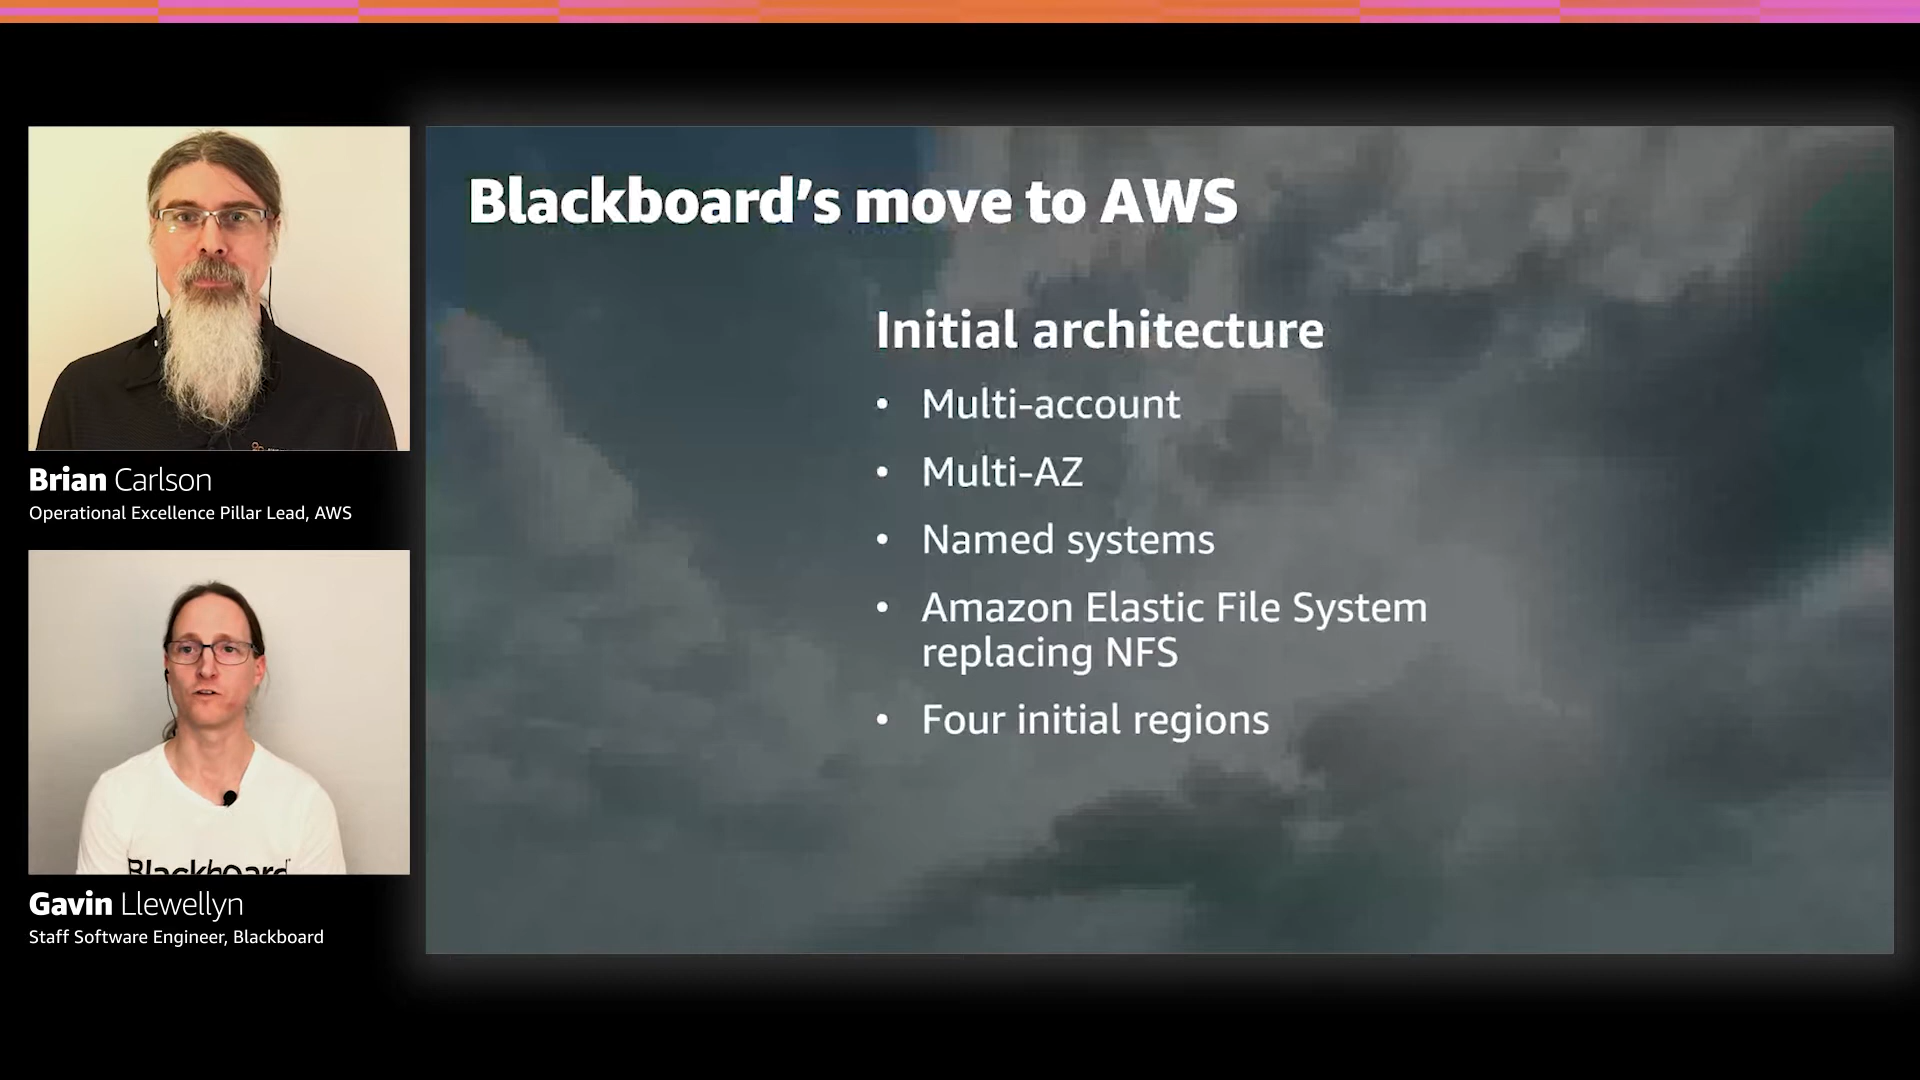 Blackboard’s move to AWS
Initial architecture
• Multi-account
• Multi-AZ
• Named systems
• Amazon Elastic File System
replacing NFS
• Four initial regions
Brian Carlson
Operational Excellence Pillar Lead, AWS
Blackboard
Gavin Llewellyn
Staff Software Engineer, Blackboard